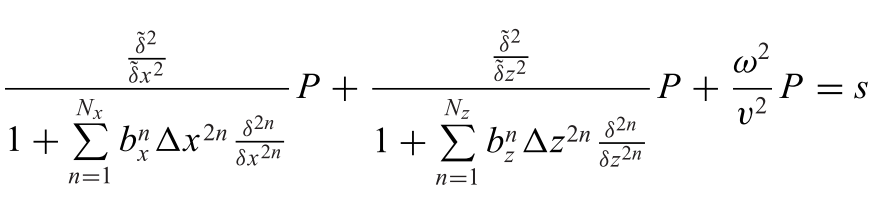 \frac{\frac{\tilde{\delta}^2}{\tilde{\delta}x^2}}{1 + \sum_{n=1}^{N_x} b_x^n \Delta x^{2n} \frac{\delta^{2n}}{\delta x^{2n}}} P + \frac{\frac{\tilde{\delta}^2}{\tilde{\delta}z^2}}{1 + \sum_{n=1}^{N_z} b_z^n \Delta z^{2n} \frac{\delta^{2n}}{\delta z^{2n}}} P + \frac{\omega^2}{v^2} P = s